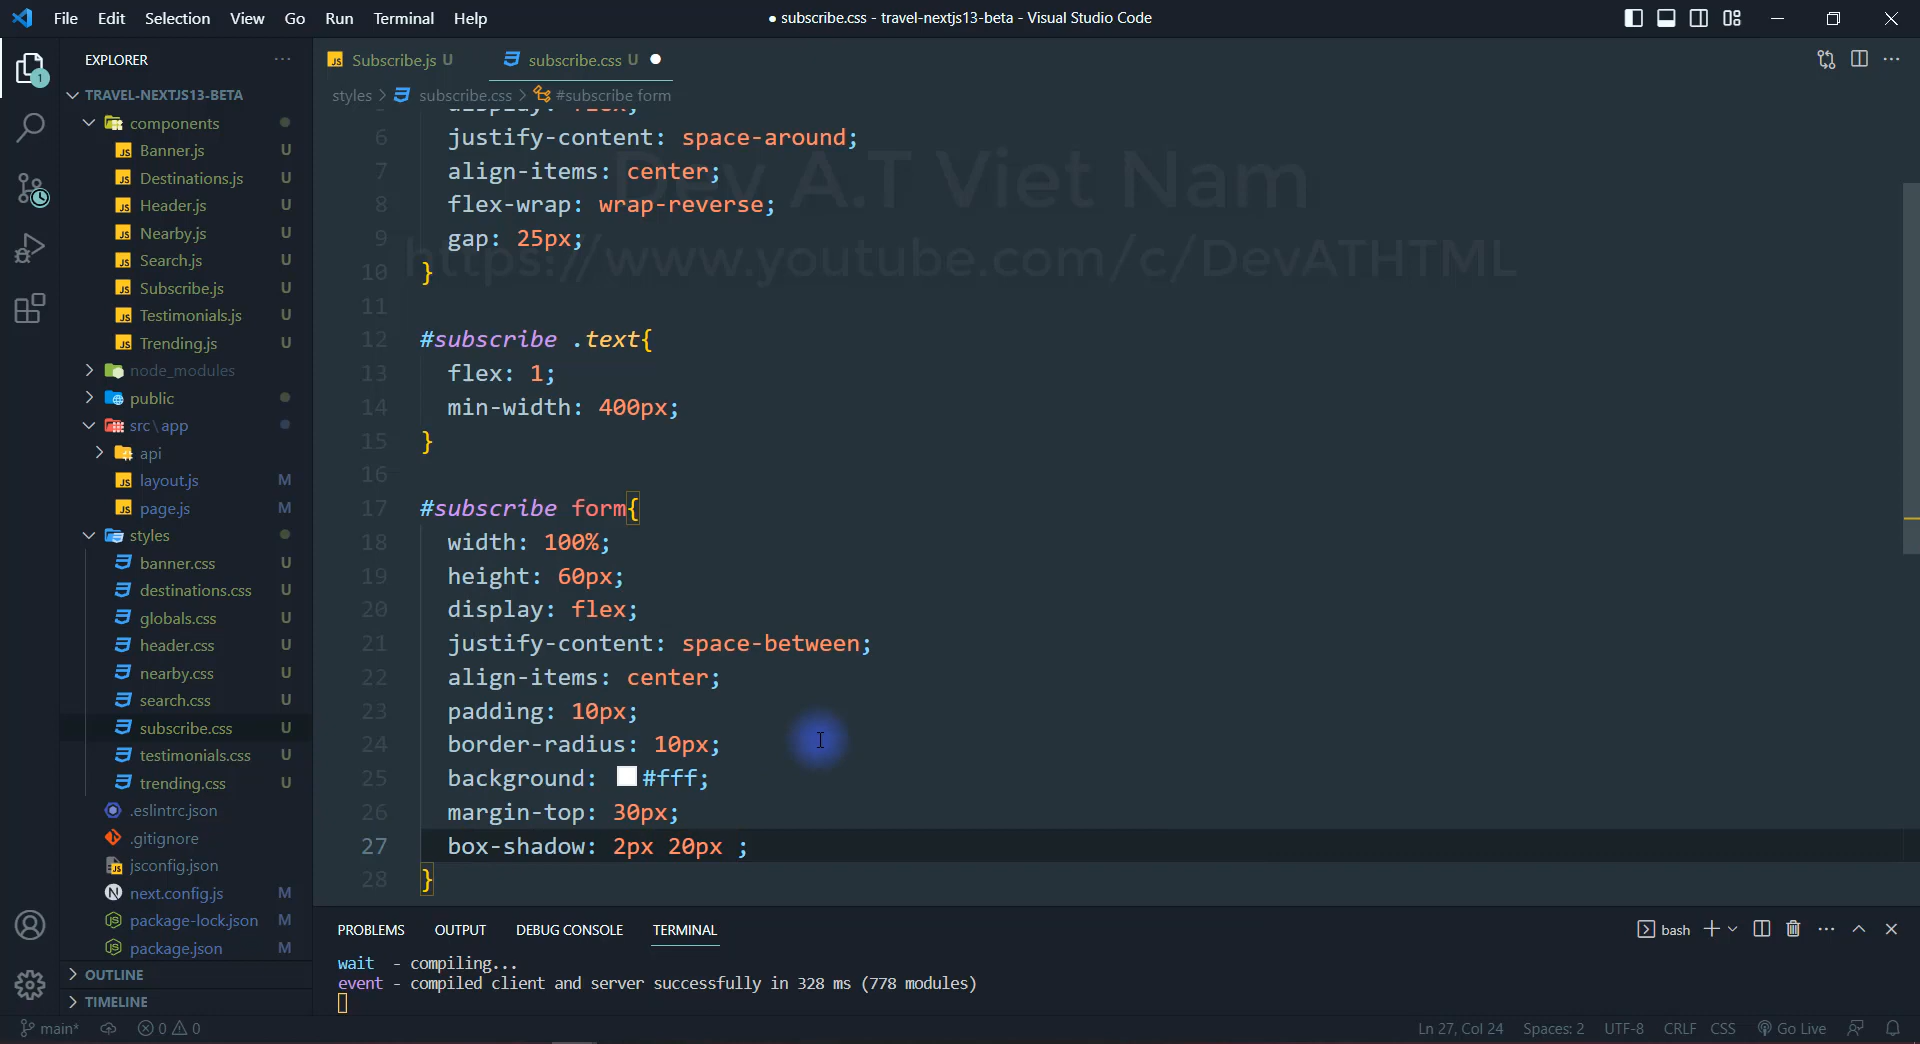 File Edit Selection View Go Run Terminal Help
● subscribe.css - travel-nextjs13-beta - Visual Studio Code
EXPLORER
TRAVEL-NEXTJS13-BETA
components
Banner.js U
Destinations.js U
Header.js U
Nearby.js U
Search.js U
Subscribe.js U
Testimonials.js U
Trending.js U
node_modules
public
src\app
api
layout.js M
page.js M
styles
banner.css U
destinations.css U
globals.css U
header.css U
nearby.css U
search.css U
subscribe.css U
testimonials.css U
trending.css U
.eslintrc.json
.gitignore
jsconfig.json
next.config.js M
package-lock.json M
package.json M
OUTLINE
TIMELINE
Subscribe.js U
subscribe.css U
styles > subscribe.css > #subscribe form
5 display: flex;
6 justify-content: space-around;
7 align-items: center;
8 flex-wrap: wrap-reverse;
9 gap: 25px;
10 }
11
12 #subscribe .text{
13 flex: 1;
14 min-width: 400px;
15 }
16
17 #subscribe form{
18 width: 100%;
19 height: 60px;
20 display: flex;
21 justify-content: space-between;
22 align-items: center;
23 padding: 10px;
24 border-radius: 10px;
25 background: #fff;
26 margin-top: 30px;
27 box-shadow: 2px 20px ;
28 }
Dev A.T Viet Nam
https://www.youtube.com/c/DevATHTML
PROBLEMS OUTPUT DEBUG CONSOLE TERMINAL
bash
wait - compiling...
event - compiled client and server successfully in 328 ms (778 modules)
main* 0 0
Ln 27, Col 24 Spaces: 2 UTF-8 CRLF CSS Go Live